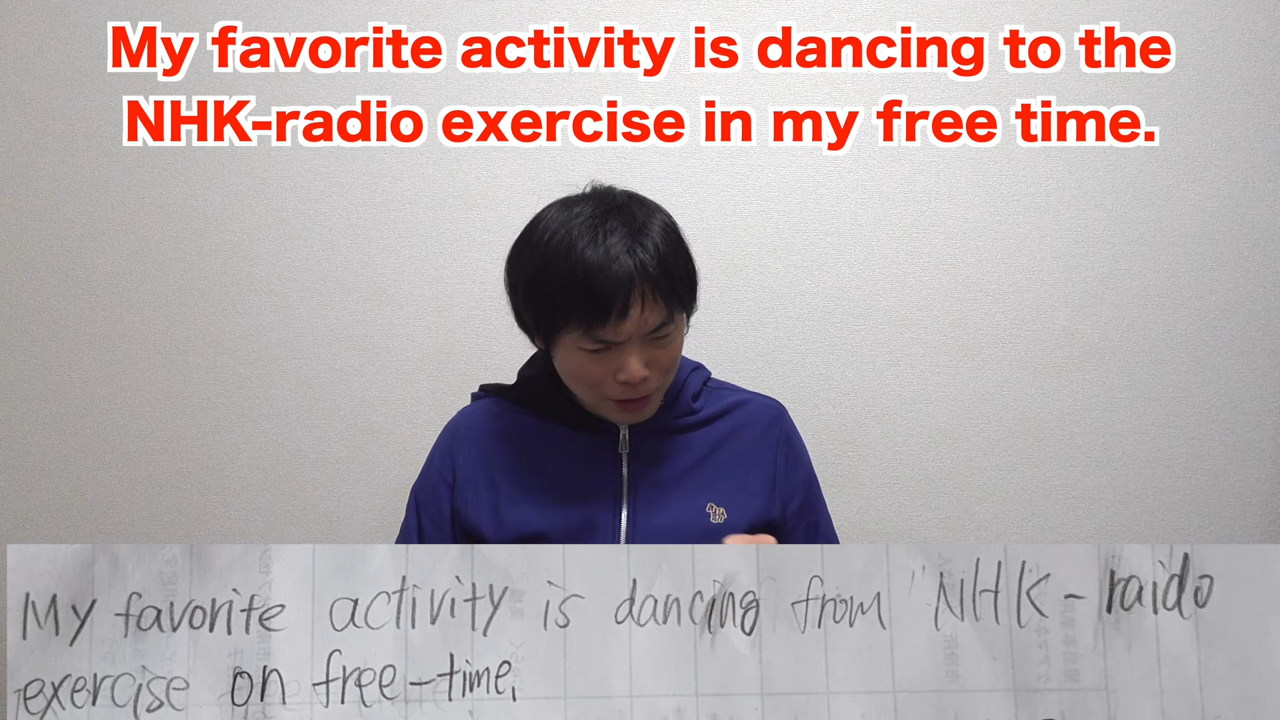 My favorite activity is dancing to the
NHK-radio exercise in my free time.
My favorite activity is dancing from "NHK-raido
exercise on free-time.